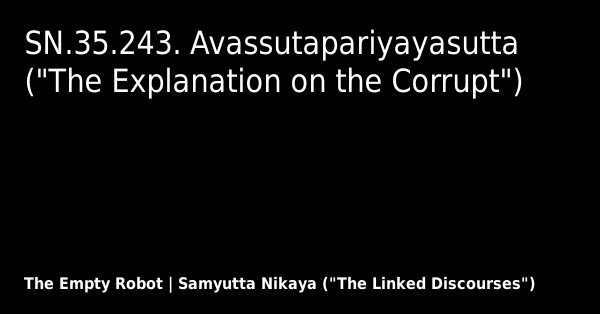 SN.35.243. Avassutapariyayasutta
("The Explanation on the Corrupt")
The Empty Robot | Samyutta Nikaya ("The Linked Discourses")